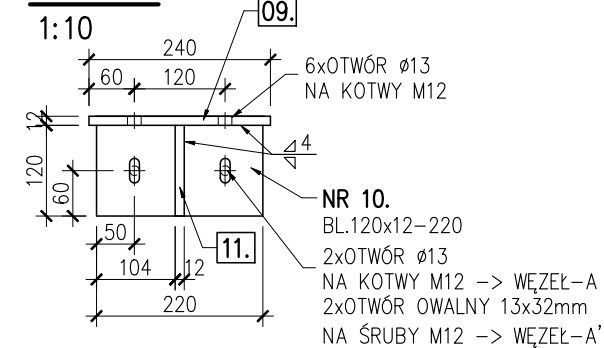 1:10
09.
240
60
120
6xOTWÓR ø13
NA KOTWY M12
12
4
120
60
NR 10.
BL.120x12-220
50
11.
2xOTWÓR ø13
NA KOTWY M12 -> WĘZEŁ-A
104
12
2xOTWÓR OWALNY 13x32mm
220
NA ŚRUBY M12 -> WĘZEŁ-A'